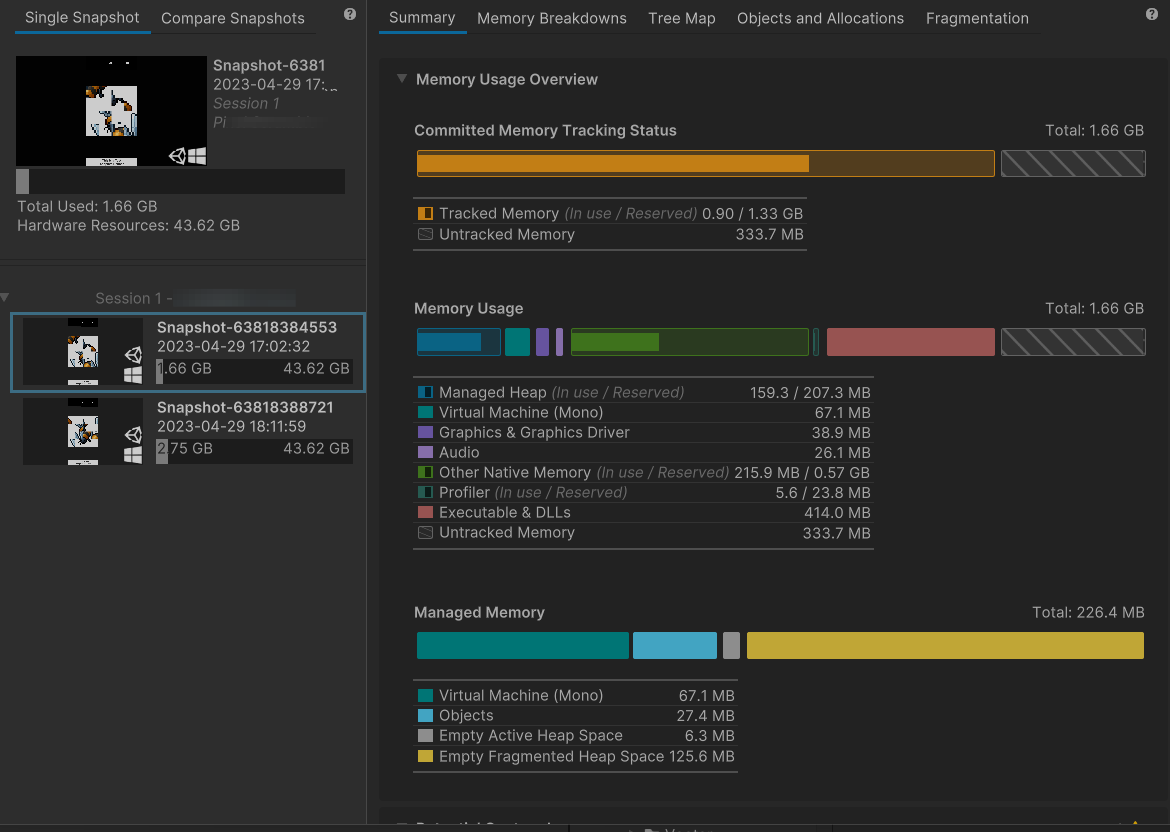 Single Snapshot Compare Snapshots ?
Snapshot-6381
2023-04-29 17:
Session 1
Total Used: 1.66 GB
Hardware Resources: 43.62 GB
Session 1 -
Snapshot-63818384553
2023-04-29 17:02:32
1.66 GB 43.62 GB
Snapshot-63818388721
2023-04-29 18:11:59
2.75 GB 43.62 GB
Summary Memory Breakdowns Tree Map Objects and Allocations Fragmentation ?
Memory Usage Overview
Committed Memory Tracking Status Total: 1.66 GB
Tracked Memory (In use / Reserved) 0.90 / 1.33 GB
Untracked Memory 333.7 MB
Memory Usage Total: 1.66 GB
Managed Heap (In use / Reserved) 159.3 / 207.3 MB
Virtual Machine (Mono) 67.1 MB
Graphics & Graphics Driver 38.9 MB
Audio 26.1 MB
Other Native Memory (In use / Reserved) 215.9 MB / 0.57 GB
Profiler (In use / Reserved) 5.6 / 23.8 MB
Executable & DLLs 414.0 MB
Untracked Memory 333.7 MB
Managed Memory Total: 226.4 MB
Virtual Machine (Mono) 67.1 MB
Objects 27.4 MB
Empty Active Heap Space 6.3 MB
Empty Fragmented Heap Space 125.6 MB